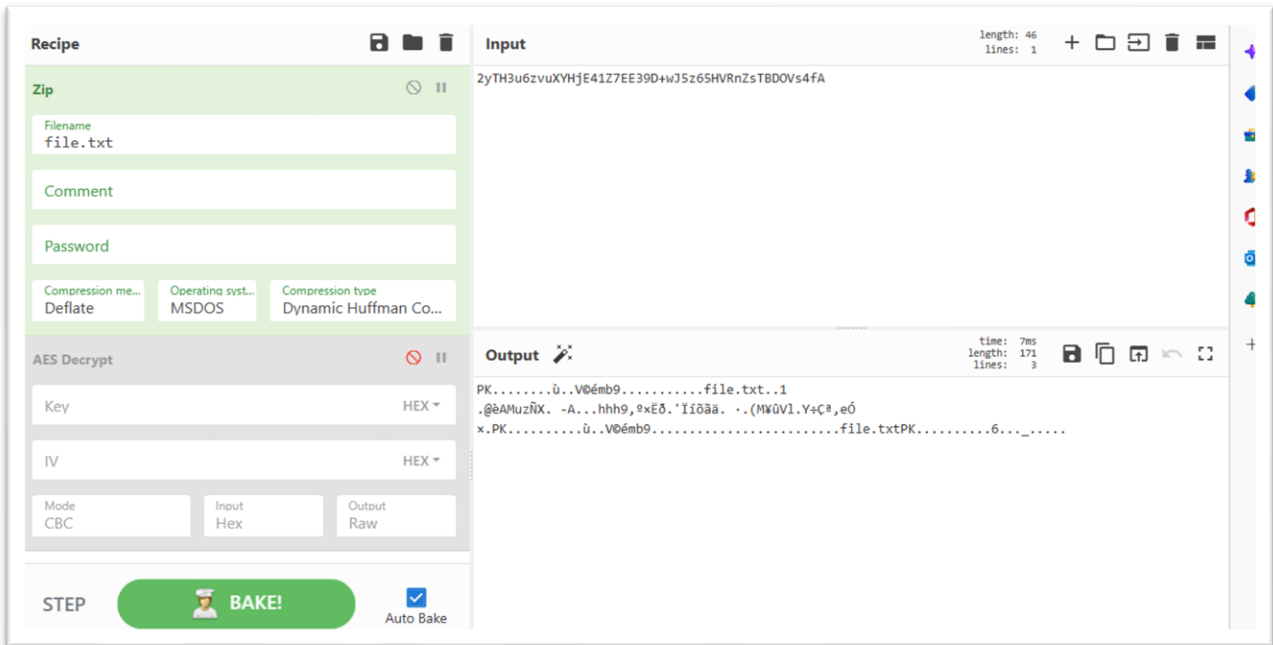 Recipe
Zip
Filename
file.txt
Comment
Password
Compression me...
Deflate
Operating syst...
MSDOS
Compression type
Dynamic Huffman Co...
AES Decrypt
Key
HEX
IV
HEX
Mode
CBC
Input
Hex
Output
Raw
STEP
BAKE!
Auto Bake
Input
length: 46
lines: 1
2yTH3u6zvuXYHjE41Z7EE39D+wJ5z65HVRnZsTBDOVs4fA
Output
time: 7ms
length: 171
lines: 3
PK........ù..V©émb9...........file.txt..1
.@èAMuzÑX. -A...hhh9,º×Ëð.
×.PK..........ù..V©émb9........................file.txtPK..........6..._.....